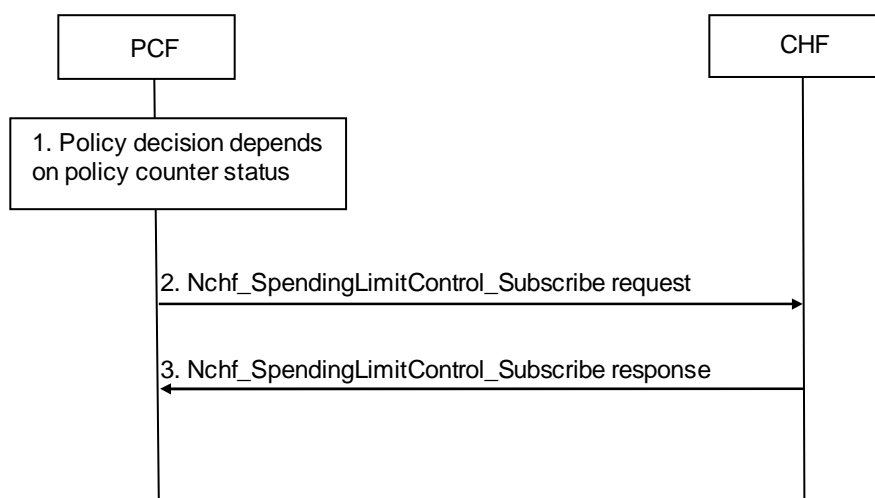 PCF
CHF
1. Policy decision depends
on policy counter status
2. Nchf_SpendingLimitControl_Subscribe request
3. Nchf_SpendingLimitControl_Subscribe response